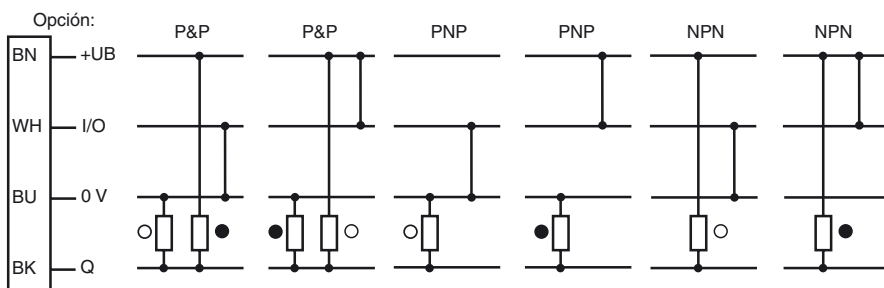 Opción:
P&P P&P PNP PNP NPN NPN
BN +UB
WH I/O
BU 0 V
BK Q